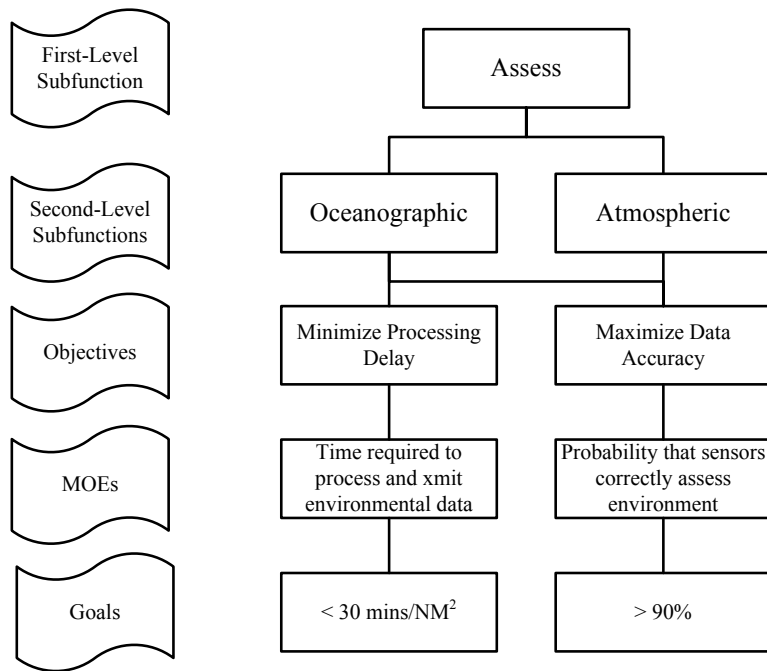 First-Level
Subfunction
Assess
Second-Level
Subfunctions
Oceanographic
Atmospheric
Objectives
Minimize Processing
Delay
Maximize Data
Accuracy
MOEs
Time required to
process and xmit
environmental data
Probability that sensors
correctly assess
environment
Goals
< 30 mins/NM²
> 90%